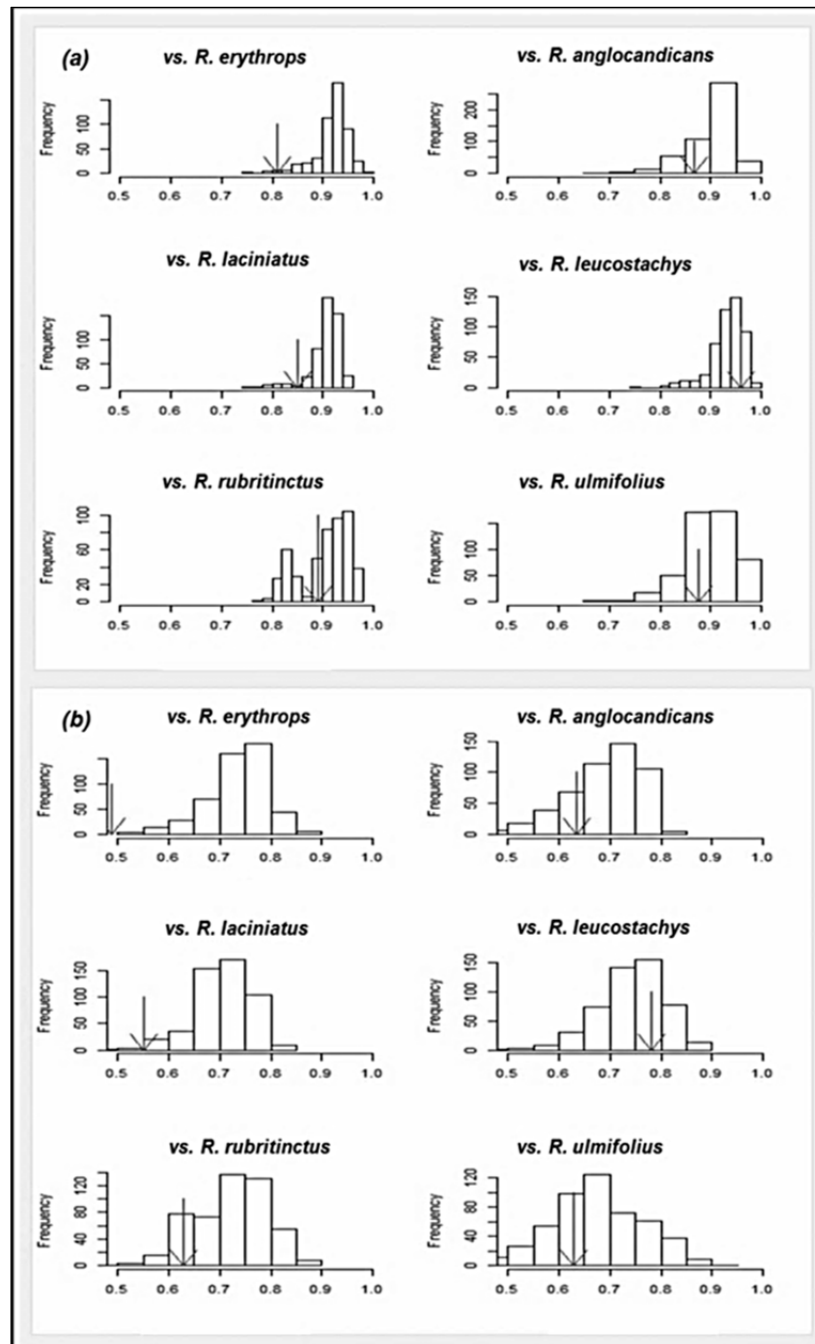 (a)
vs. R. erythrops
Frequency
0 50 100
0.5 0.6 0.7 0.8 0.9 1.0
vs. R. anglocandicans
Frequency
0 50 100 200
0.5 0.6 0.7 0.8 0.9 1.0
vs. R. laciniatus
Frequency
0 50 100
0.5 0.6 0.7 0.8 0.9 1.0
vs. R. leucostachys
Frequency
0 50 100 150
0.5 0.6 0.7 0.8 0.9 1.0
vs. R. rubritinctus
Frequency
0 20 60 100
0.5 0.6 0.7 0.8 0.9 1.0
vs. R. ulmifolius
Frequency
0 50 100
0.5 0.6 0.7 0.8 0.9 1.0
(b)
vs. R. erythrops
Frequency
0 50 100
0.5 0.6 0.7 0.8 0.9 1.0
vs. R. anglocandicans
Frequency
0 50 100 150
0.5 0.6 0.7 0.8 0.9 1.0
vs. R. laciniatus
Frequency
0 50 100 150
0.5 0.6 0.7 0.8 0.9 1.0
vs. R. leucostachys
Frequency
0 50 100 150
0.5 0.6 0.7 0.8 0.9 1.0
vs. R. rubritinctus
Frequency
0 40 80 120
0.5 0.6 0.7 0.8 0.9 1.0
vs. R. ulmifolius
Frequency
0 40 80 120
0.5 0.6 0.7 0.8 0.9 1.0